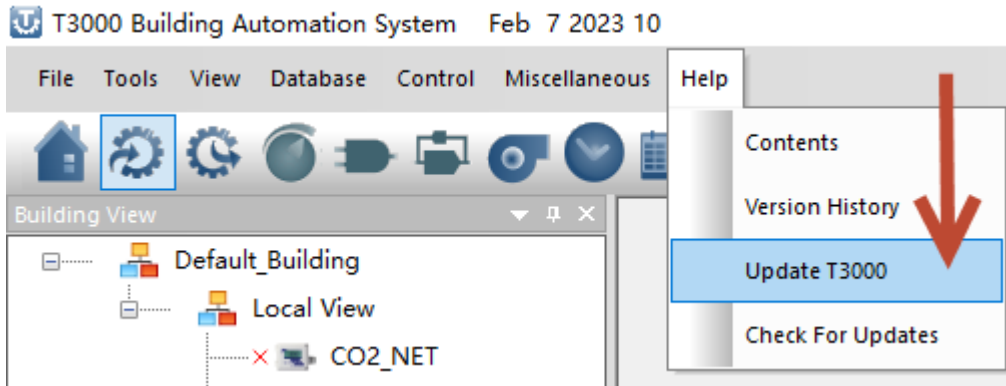 T3000 Building Automation System Feb 7 2023 10
File Tools View Database Control Miscellaneous Help
Contents
Version History
Update T3000
Check For Updates
Building View
Default_Building
Local View
CO2_NET